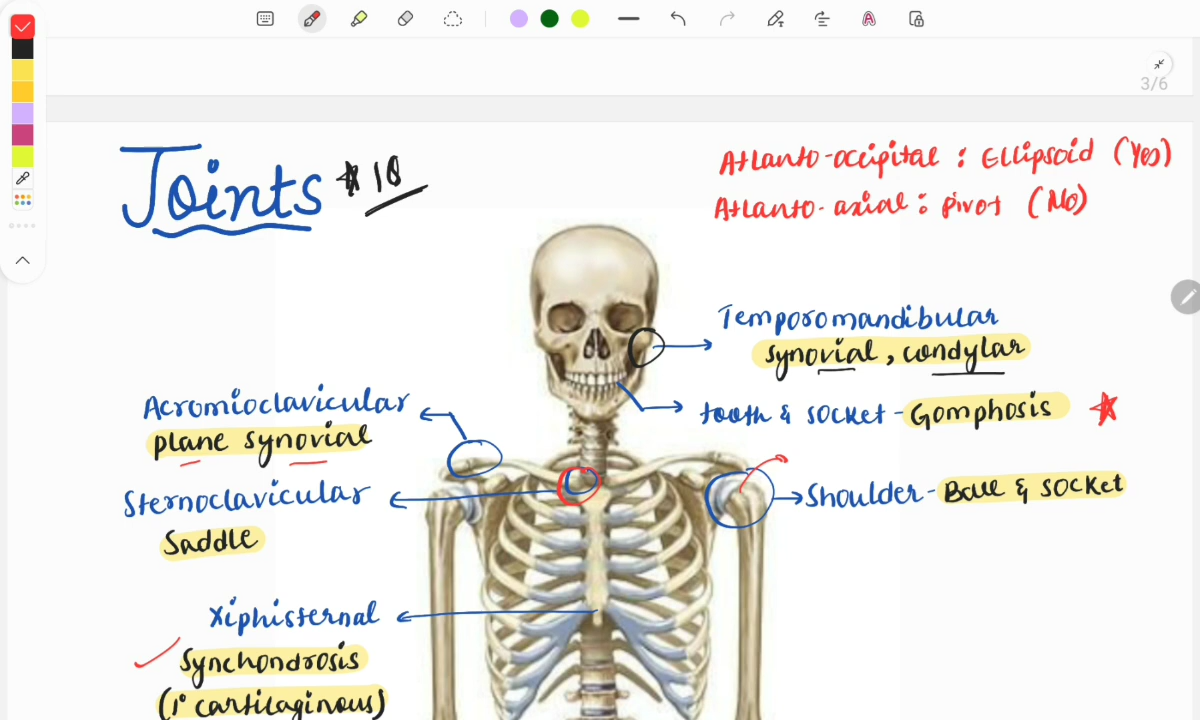 3/6
Joints *10
Atlanto-occipital : Ellipsoid (Yes)
Atlanto-axial : pivot (No)
Temporomandibular
synovial, condylar
tooth & socket - Gomphosis
Acromioclavicular
plane synovial
Sternoclavicular
Saddle
Shoulder - Ball & socket
Xiphisternal
Synchondrosis
(1° cartilaginous)